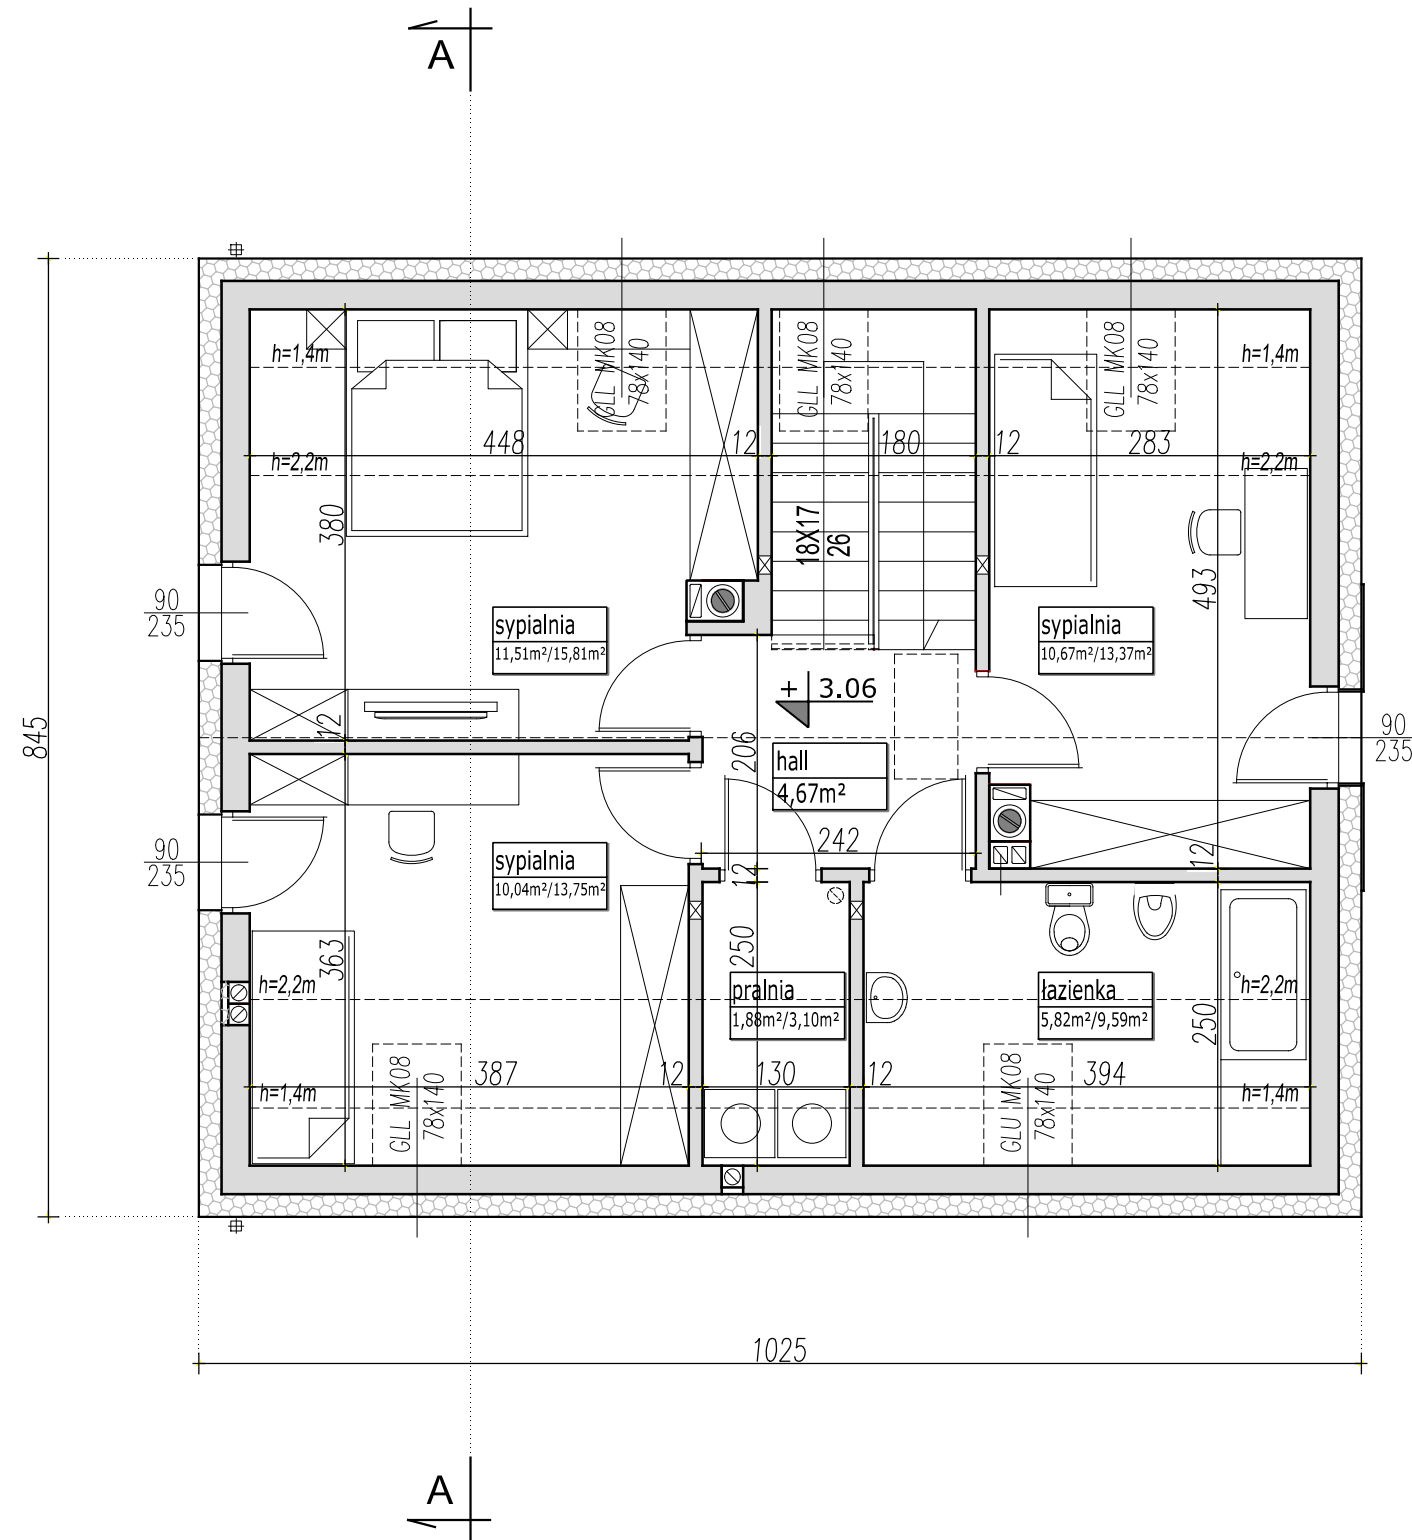 A
GLL MK08
78x140
GLL MK08
78x140
GLL MK08
78x140
h=1,4m
h=1,4m
448
12
180
12
283
h=2,2m
h=2,2m
380
18X17
26
493
90
235
sypialnia
11,51m²/15,81m²
sypialnia
10,67m²/13,37m²
+ 3.06
12
206
845
90
235
hall
4,67m²
242
90
235
sypialnia
10,04m²/13,75m²
12
12
363
250
h=2,2m
pralnia
1,88m²/3,10m²
łazienka
5,82m²/9,59m²
h=2,2m
250
387
12
130
12
394
h=1,4m
h=1,4m
GLL MK08
78x140
GLU MK08
78x140
1025
A